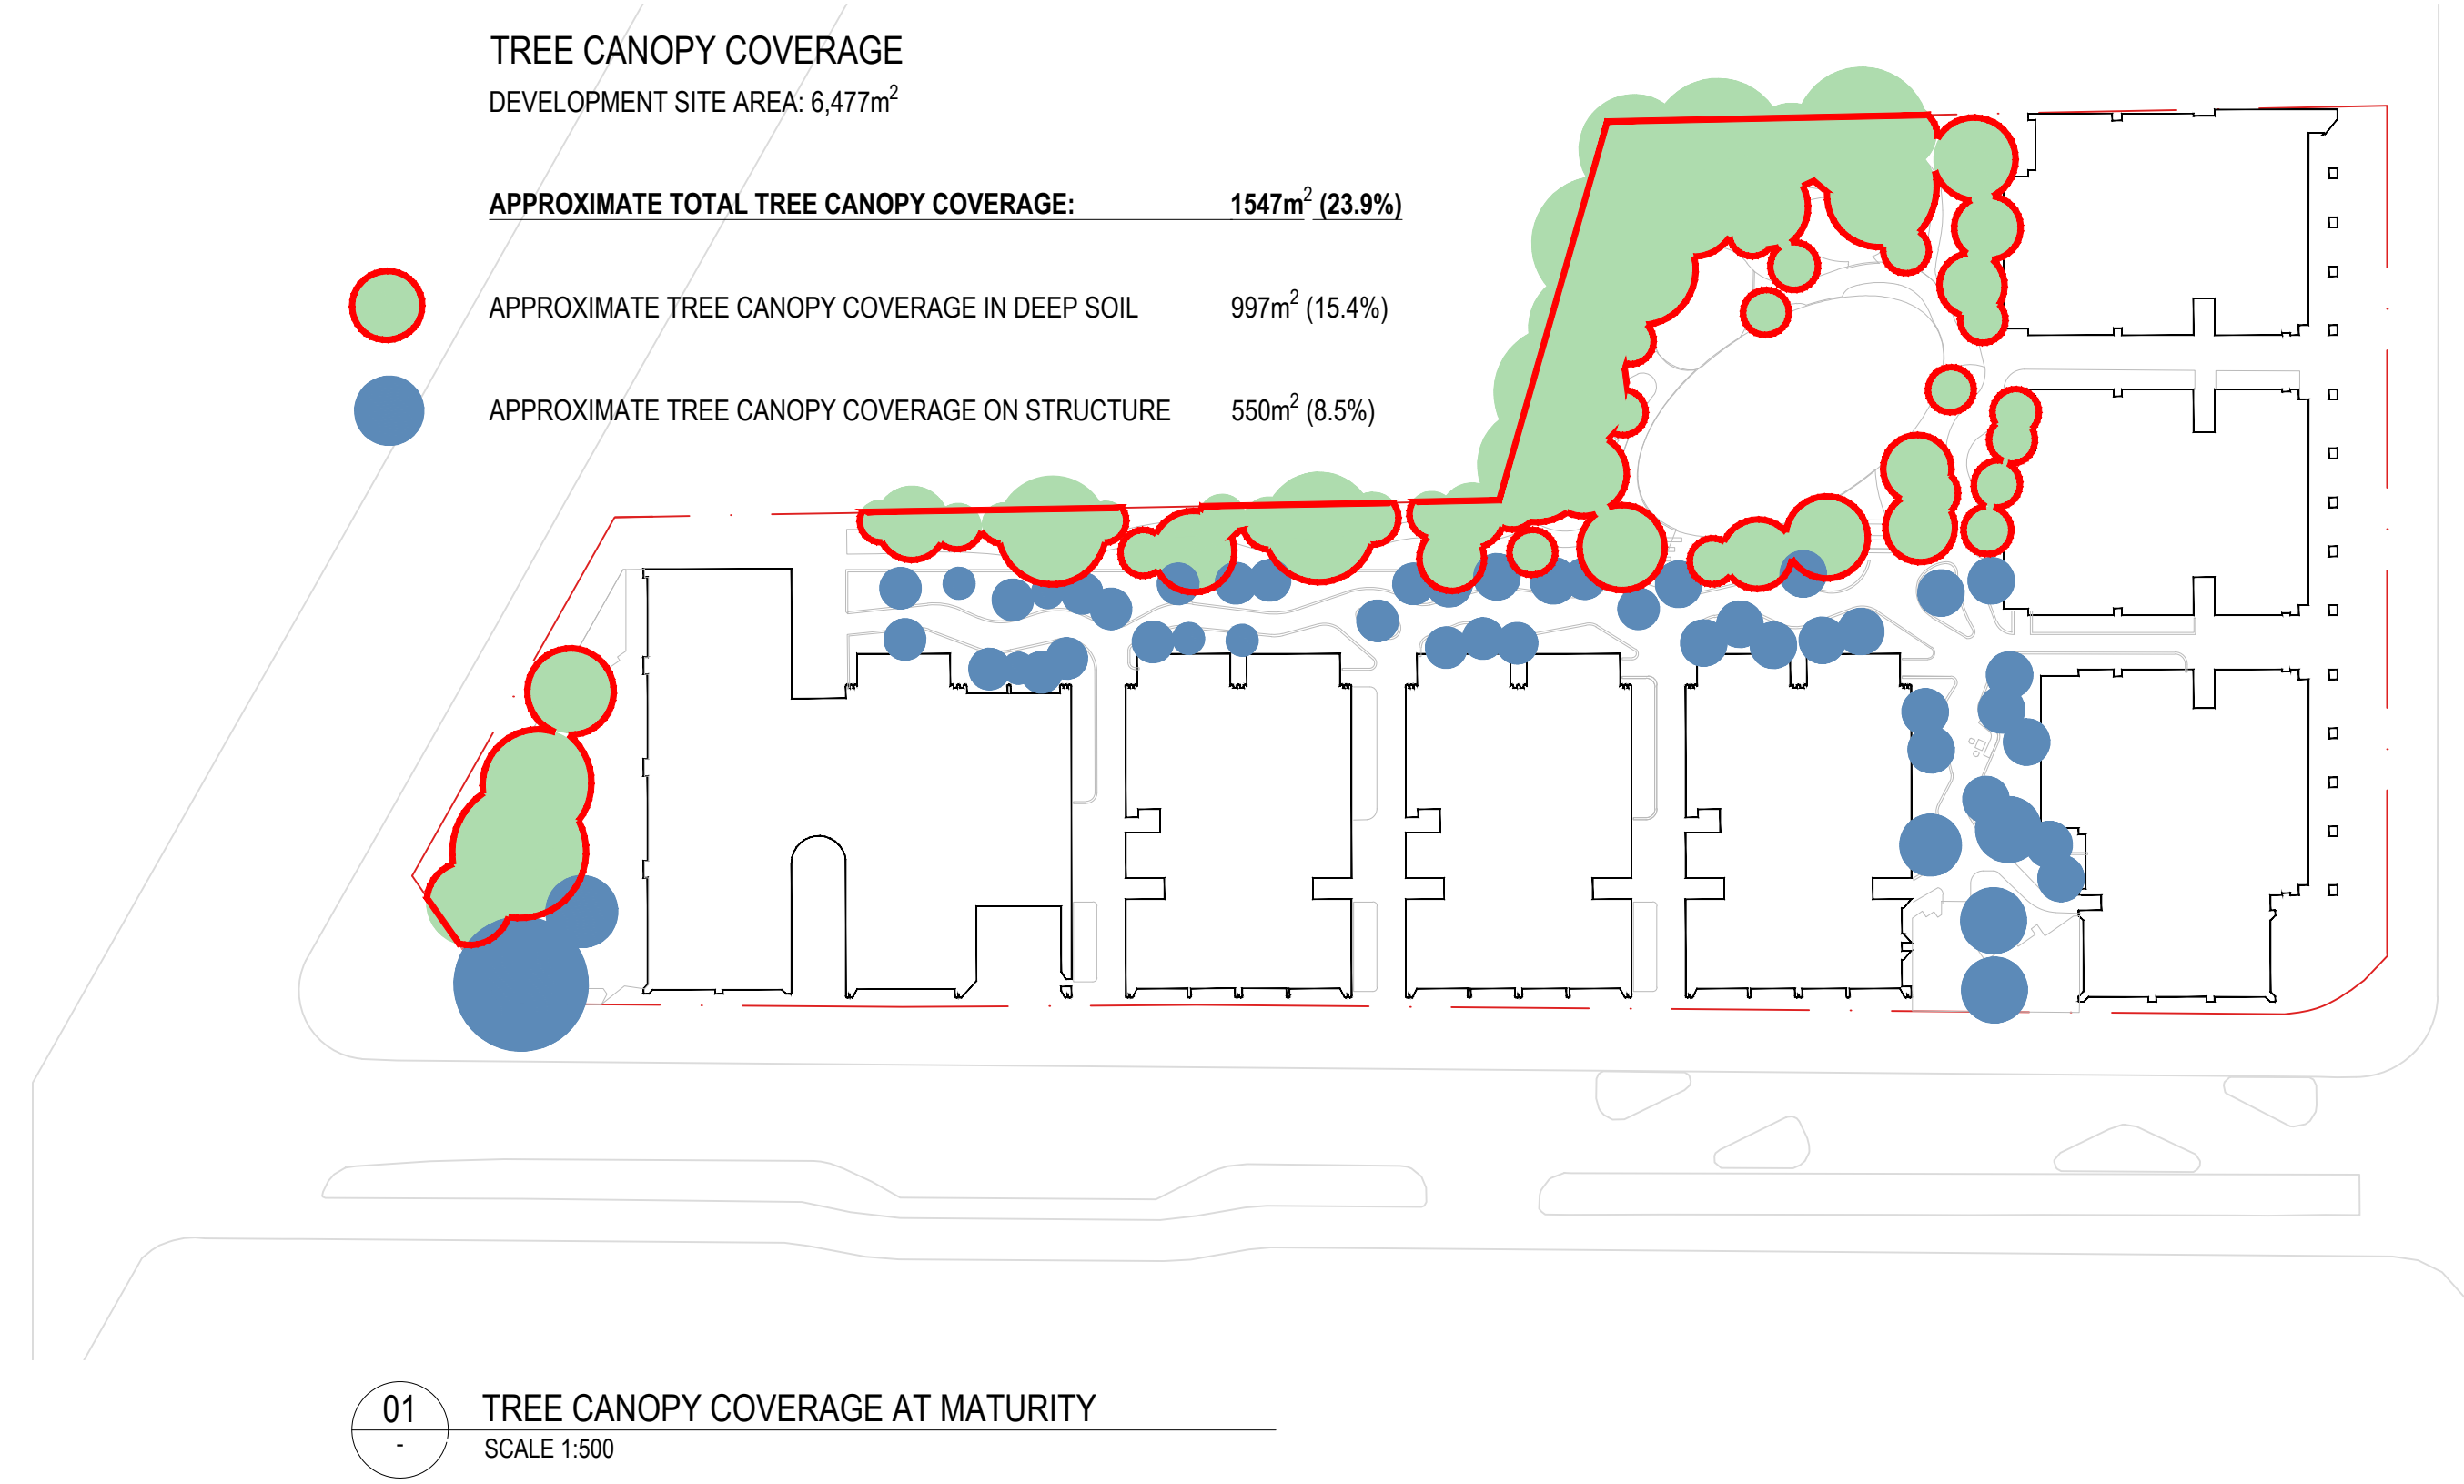 TREE CANOPY COVERAGE
DEVELOPMENT SITE AREA: 6,477m²
APPROXIMATE TOTAL TREE CANOPY COVERAGE: 1547m² (23.9%)
APPROXIMATE TREE CANOPY COVERAGE IN DEEP SOIL 997m² (15.4%)
APPROXIMATE TREE CANOPY COVERAGE ON STRUCTURE 550m² (8.5%)
01 TREE CANOPY COVERAGE AT MATURITY
- SCALE 1:500